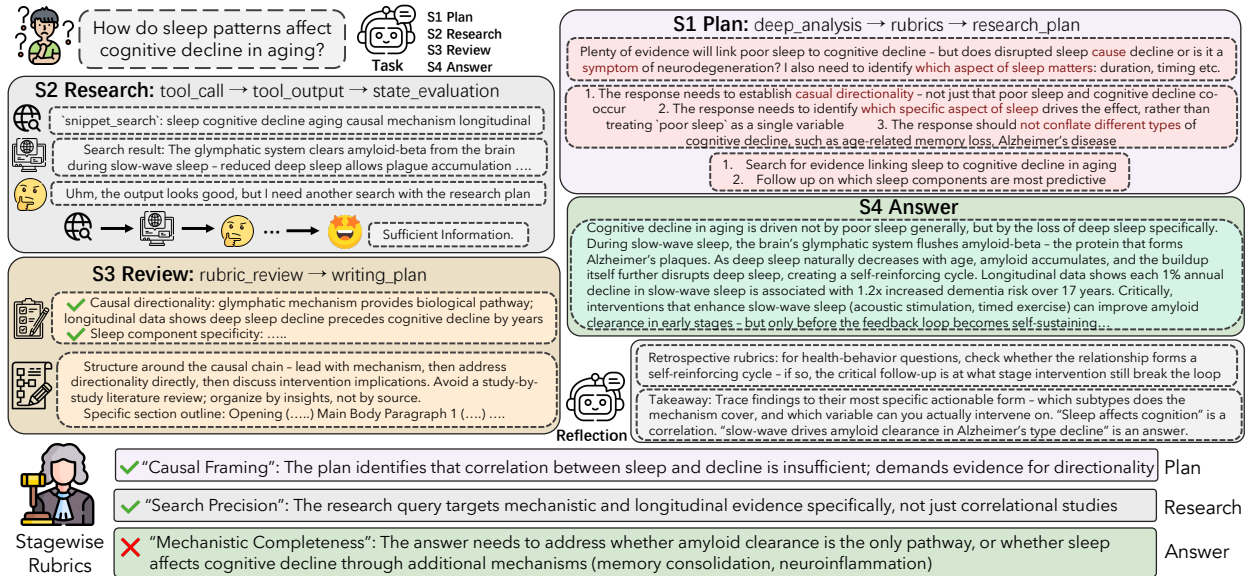 How do sleep patterns affect
cognitive decline in aging?
Task
S1 Plan
S2 Research
S3 Review
S4 Answer
S1 Plan: deep_analysis → rubrics → research_plan
Plenty of evidence will link poor sleep to cognitive decline – but does disrupted sleep cause decline or is it a
symptom of neurodegeneration? I also need to identify which aspect of sleep matters: duration, timing etc.
1. The response needs to establish casual directionality – not just that poor sleep and cognitive decline co-
occur 2. The response needs to identify which specific aspect of sleep drives the effect, rather than
treating `poor sleep` as a single variable 3. The response should not conflate different types of
cognitive decline, such as age-related memory loss, Alzheimer's disease
1. Search for evidence linking sleep to cognitive decline in aging
2. Follow up on which sleep components are most predictive
S2 Research: tool_call → tool_output → state_evaluation
`snippet_search`: sleep cognitive decline aging causal mechanism longitudinal
Search result: The glymphatic system clears amyloid-beta from the brain
during slow-wave sleep – reduced deep sleep allows plaque accumulation ….
Uhm, the output looks good, but I need another search with the research plan
...
Sufficient Information.
S3 Review: rubric_review → writing_plan
Causal directionality: glymphatic mechanism provides biological pathway;
longitudinal data shows deep sleep decline precedes cognitive decline by years
Sleep component specificity: …..
Structure around the causal chain – lead with mechanism, then address
directionality directly, then discuss intervention implications. Avoid a study-by-
study literature review; organize by insights, not by source.
Specific section outline: Opening (…..) Main Body Paragraph 1 (….) ….
S4 Answer
Cognitive decline in aging is driven not by poor sleep generally, but by the loss of deep sleep specifically.
During slow-wave sleep, the brain's glymphatic system flushes amyloid-beta – the protein that forms
Alzheimer's plaques. As deep sleep naturally decreases with age, amyloid accumulates, and the buildup
itself further disrupts deep sleep, creating a self-reinforcing cycle. Longitudinal data shows each 1% annual
decline in slow-wave sleep is associated with 1.2x increased dementia risk over 17 years. Critically,
interventions that enhance slow-wave sleep (acoustic stimulation, timed exercise) can improve amyloid
clearance in early stages – but only before the feedback loop becomes self-sustaining…
Reflection
Retrospective rubrics: for health-behavior questions, check whether the relationship forms a
self-reinforcing cycle – if so, the critical follow-up is at what stage intervention still break the loop
Takeaway: Trace findings to their most specific actionable form – which subtypes does the
mechanism cover, and which variable can you actually intervene on. "Sleep affects cognition" is a
correlation. "slow-wave drives amyloid clearance in Alzheimer's type decline" is an answer.
Stagewise
Rubrics
"Causal Framing": The plan identifies that correlation between sleep and decline is insufficient; demands evidence for directionality
Plan
"Search Precision": The research query targets mechanistic and longitudinal evidence specifically, not just correlational studies
Research
"Mechanistic Completeness": The answer needs to address whether amyloid clearance is the only pathway, or whether sleep
affects cognitive decline through additional mechanisms (memory consolidation, neuroinflammation)
Answer